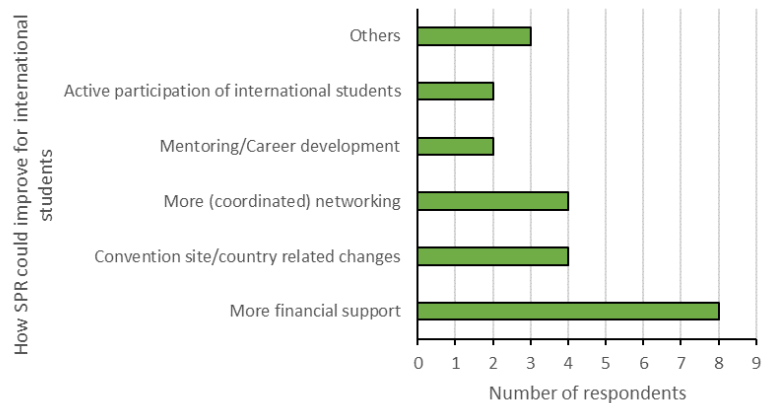 How SPR could improve for international
students
Others
Active participation of international students
Mentoring/Career development
More (coordinated) networking
Convention site/country related changes
More financial support
0 1 2 3 4 5 6 7 8 9
Number of respondents